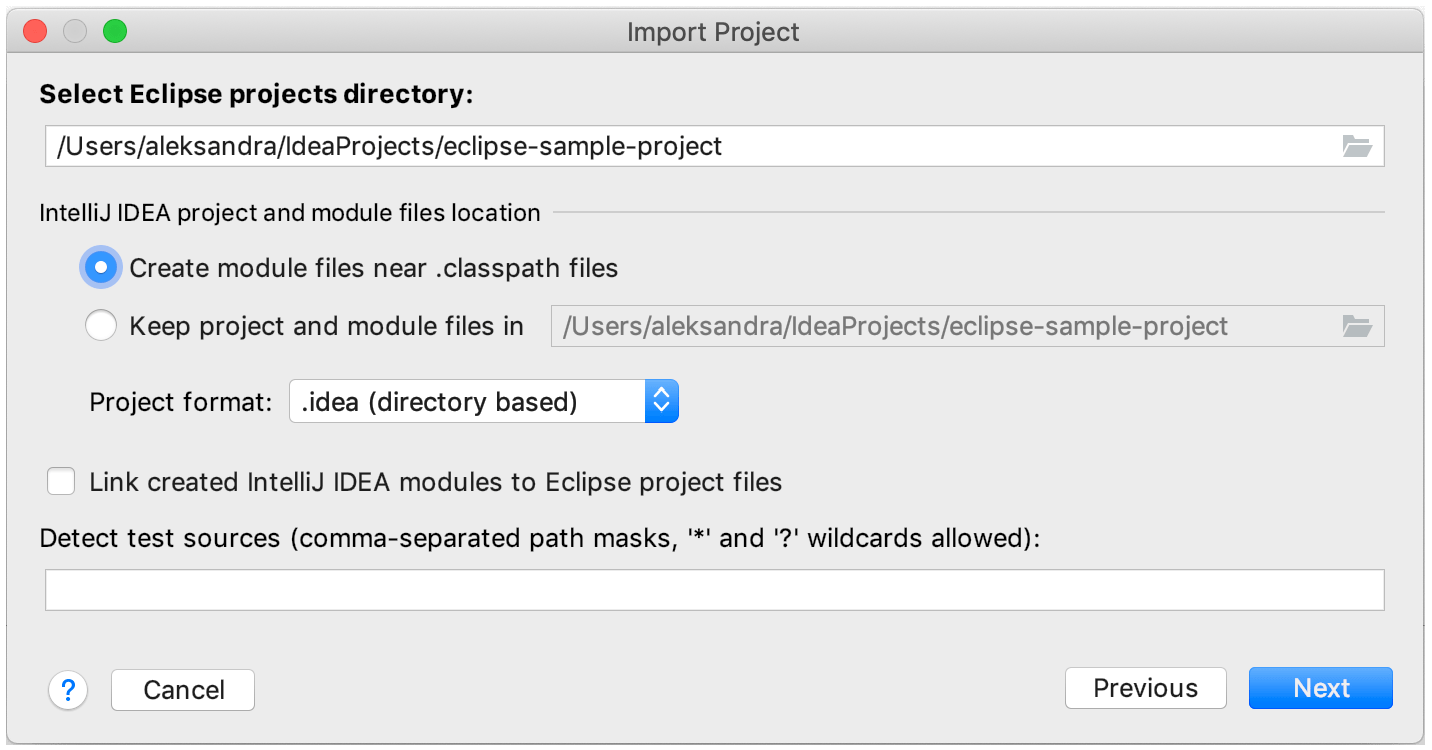 Import Project
Select Eclipse projects directory:
/Users/aleksandra/IdeaProjects/eclipse-sample-project
IntelliJ IDEA project and module files location
Create module files near .classpath files
Keep project and module files in /Users/aleksandra/IdeaProjects/eclipse-sample-project
Project format: .idea (directory based)
Link created IntelliJ IDEA modules to Eclipse project files
Detect test sources (comma-separated path masks, '*' and '?' wildcards allowed):
? Cancel Previous Next